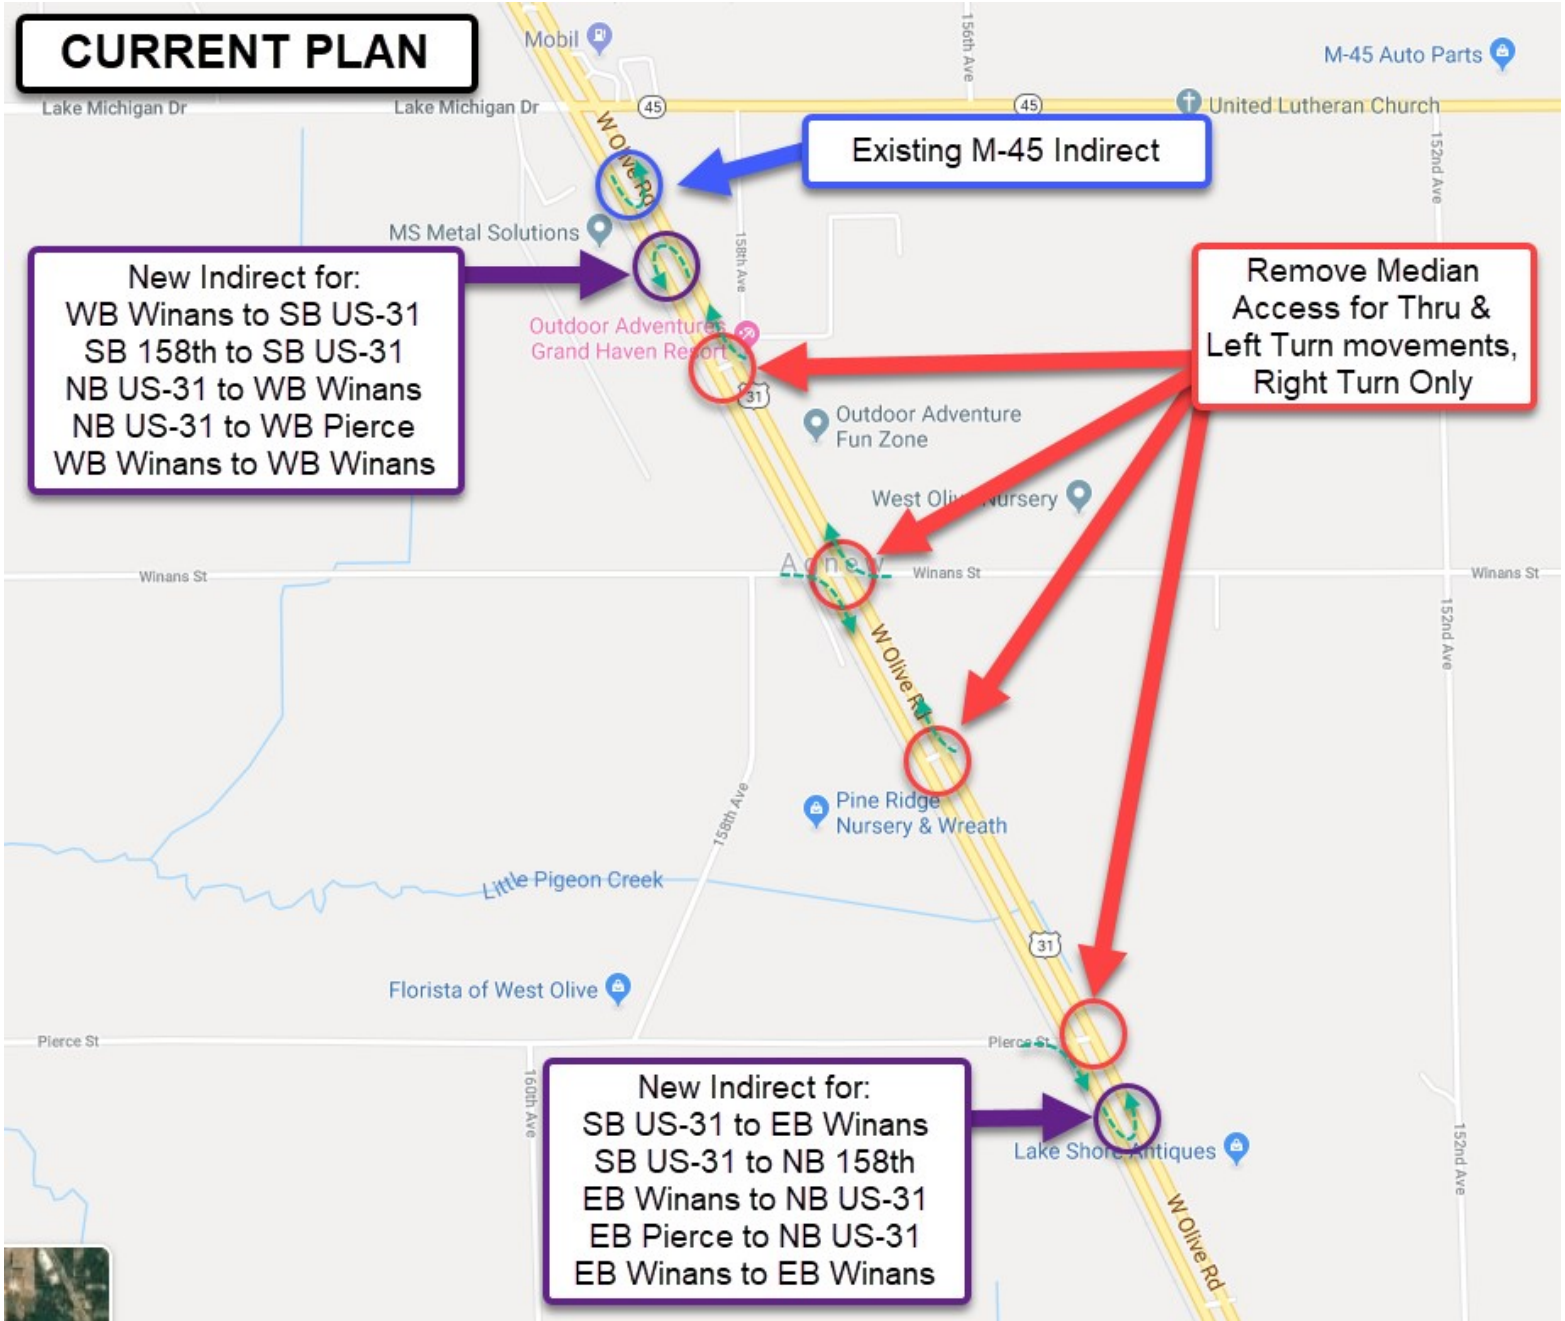 CURRENT PLAN
Mobil
156th Ave
M-45 Auto Parts
Lake Michigan Dr
Lake Michigan Dr
45
45
United Lutheran Church
W Olive Rd
Existing M-45 Indirect
152nd Ave
MS Metal Solutions
158th Ave
New Indirect for:
WB Winans to SB US-31
SB 158th to SB US-31
NB US-31 to WB Winans
NB US-31 to WB Pierce
WB Winans to WB Winans
Remove Median
Access for Thru &
Left Turn movements,
Right Turn Only
Outdoor Adventures
Grand Haven Resort
31
Outdoor Adventure
Fun Zone
West Olive Nursery
Agnew
Winans St
Winans St
Winans St
152nd Ave
W Olive Rd
158th Ave
Pine Ridge
Nursery & Wreath
Little Pigeon Creek
31
Florista of West Olive
Pierce St
Pierce St
160th Ave
New Indirect for:
SB US-31 to EB Winans
SB US-31 to NB 158th
EB Winans to NB US-31
EB Pierce to NB US-31
EB Winans to EB Winans
Lake Shore Antiques
152nd Ave
W Olive Rd